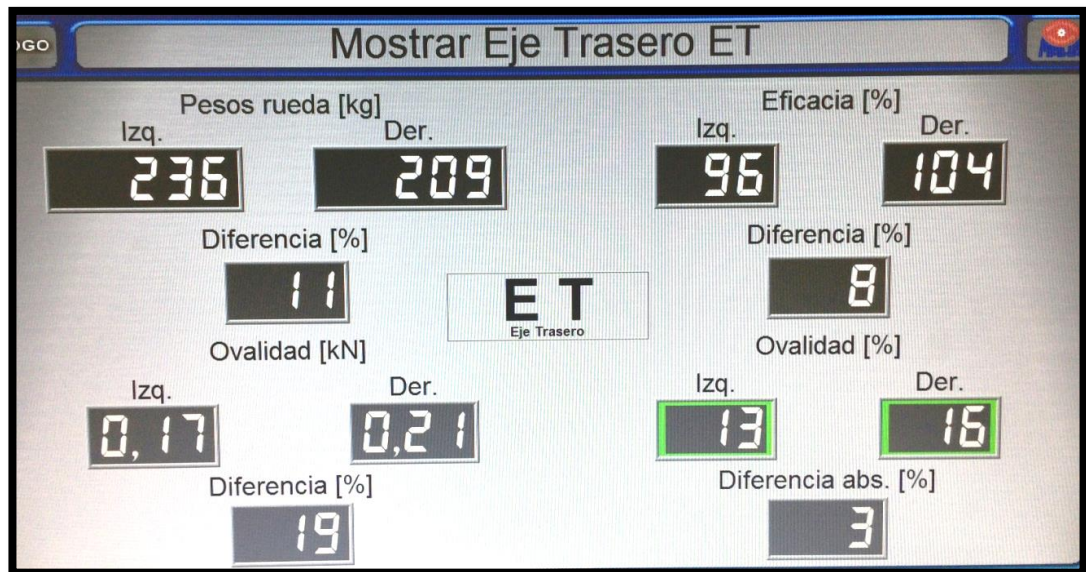 OGO
Mostrar Eje Trasero ET
Pesos rueda [kg]
Izq. Der.
236 209
Diferencia [%]
11
Ovalidad [kN]
Izq. Der.
0,17 0,21
Diferencia [%]
19
E T
Eje Trasero
Eficacia [%]
Izq. Der.
96 104
Diferencia [%]
8
Ovalidad [%]
Izq. Der.
13 16
Diferencia abs. [%]
3